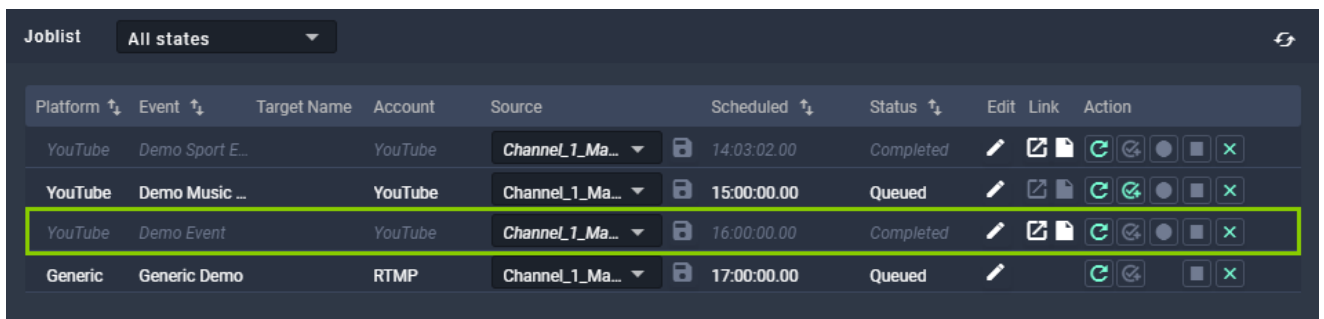 Joblist All states
Platform Event Target Name Account Source Scheduled Status Edit Link Action
YouTube Demo Sport E... YouTube Channel_1_Ma... 14:03:02.00 Completed
YouTube Demo Music ... YouTube Channel_1_Ma... 15:00:00.00 Queued
YouTube Demo Event YouTube Channel_1_Ma... 16:00:00.00 Completed
Generic Generic Demo RTMP Channel_1_Ma... 17:00:00.00 Queued